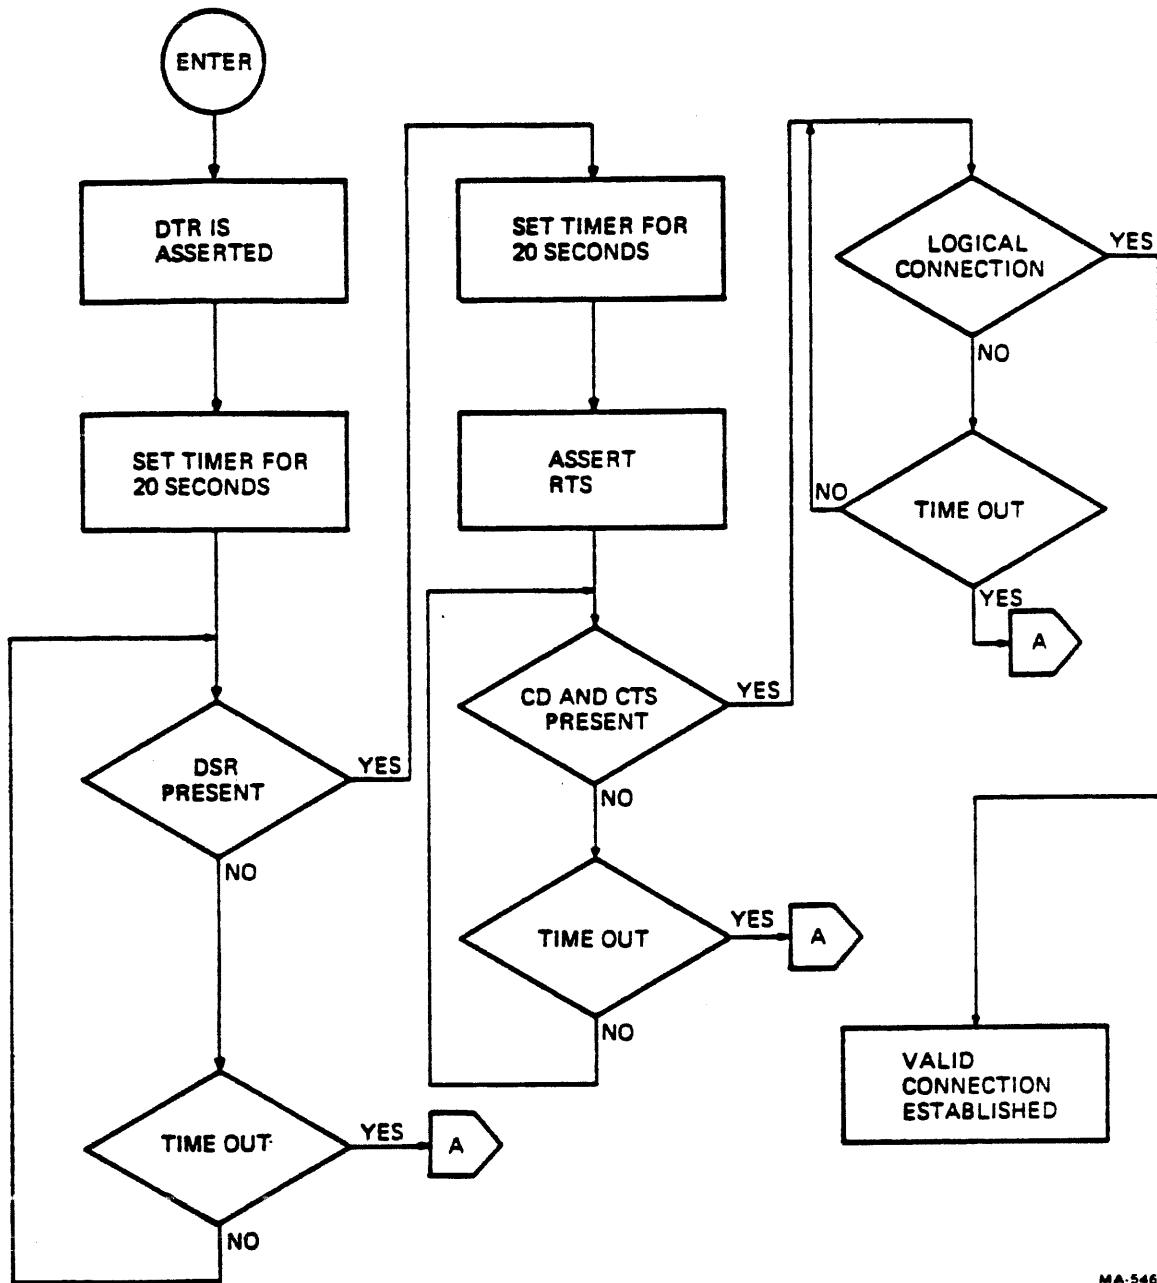 ENTER
DTR IS
ASSERTED
SET TIMER FOR
20 SECONDS
DSR
PRESENT
YES
NO
TIME OUT
YES
A
NO
SET TIMER FOR
20 SECONDS
ASSERT
RTS
CD AND CTS
PRESENT
YES
NO
TIME OUT
YES
A
NO
LOGICAL
CONNECTION
YES
NO
TIME OUT
NO
YES
A
VALID
CONNECTION
ESTABLISHED